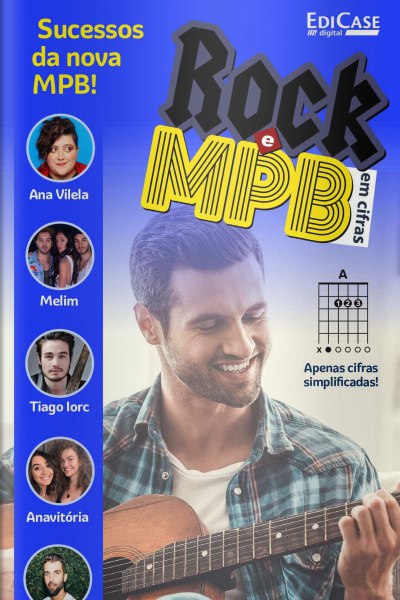 EDICASE
digital
Sucessos
da nova
MPB!
Rock
e
MPB
em cifras
Ana Vilela
Melim
Tiago Iorc
Anavitória
A
1 2 3
x
Apenas cifras
simplificadas!